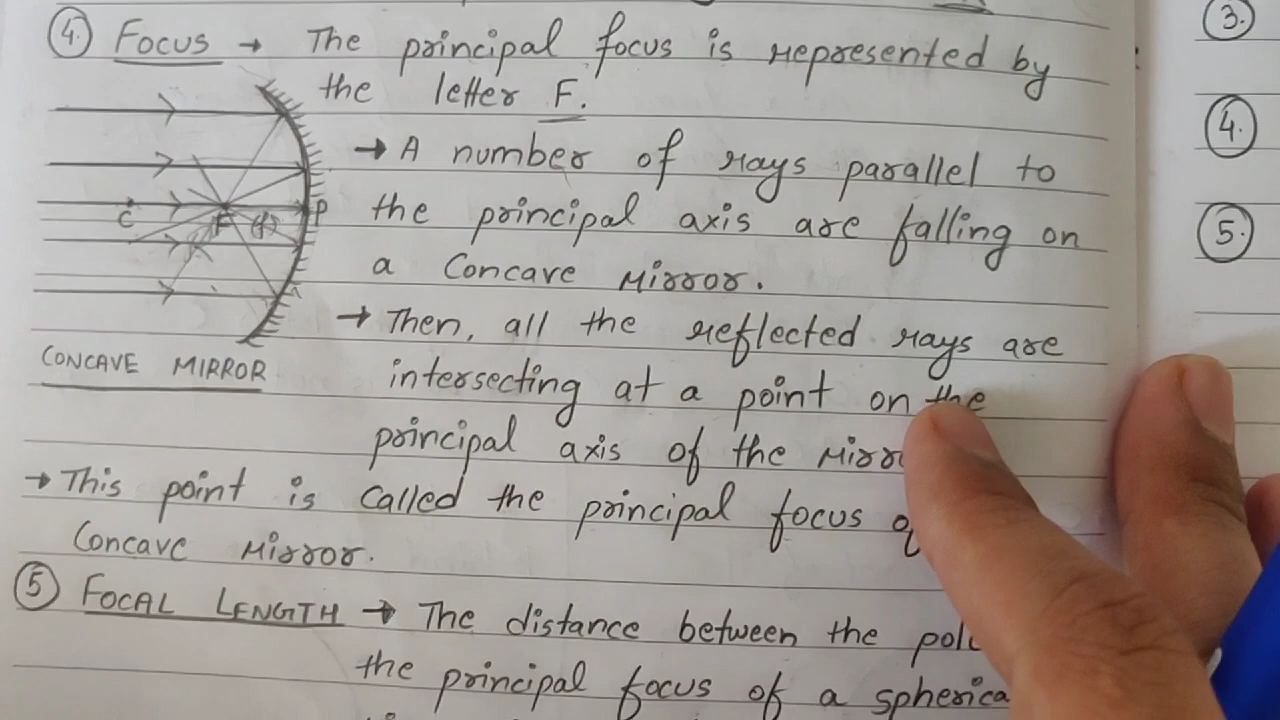 ④ Focus → The principal focus is represented by
the letter F.
→ A number of rays parallel to
the principal axis are falling on
a Concave Mirror.
→ Then, all the reflected rays are
intersecting at a point on the
principal axis of the
C F (f) P
CONCAVE MIRROR
→ This point is called the principal focus
Concave Mirror.
⑤ FOCAL LENGTH → The distance between the
the principal focus of a
③.
④.
⑤.